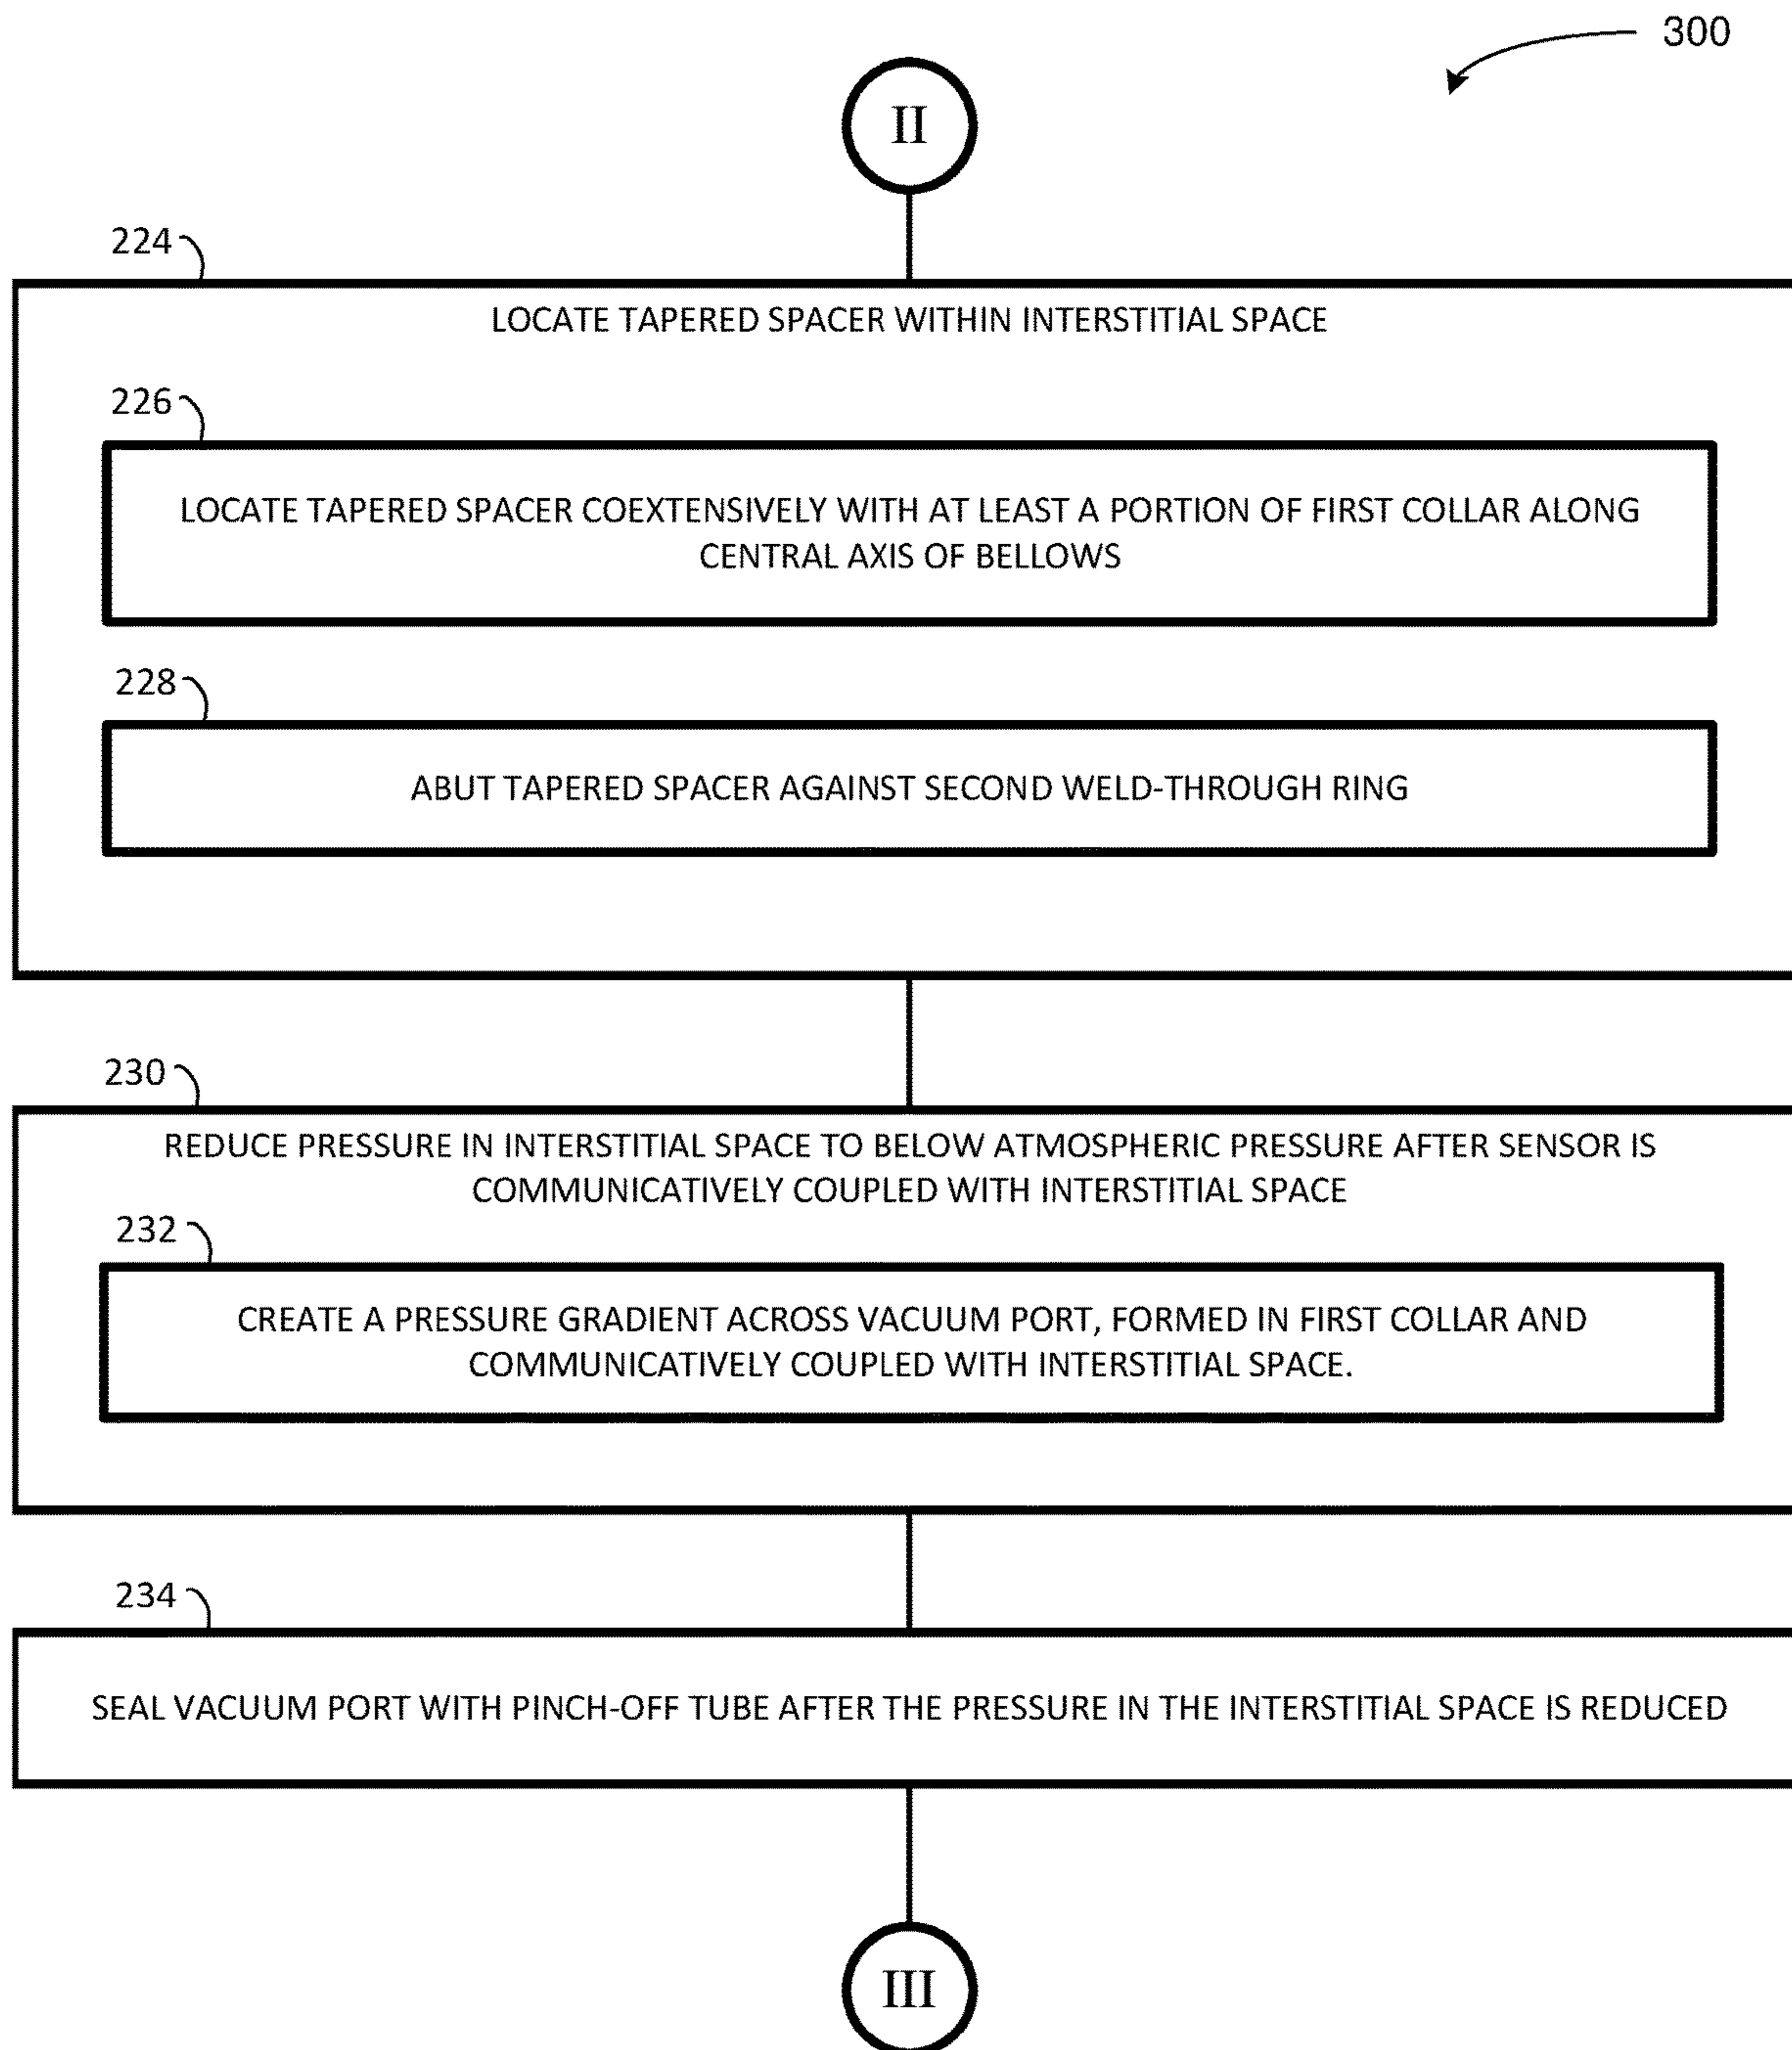 300
II
224
LOCATE TAPERED SPACER WITHIN INTERSTITIAL SPACE
226
LOCATE TAPERED SPACER COEXTENSIVELY WITH AT LEAST A PORTION OF FIRST COLLAR ALONG
CENTRAL AXIS OF BELLOWS
228
ABUT TAPERED SPACER AGAINST SECOND WELD-THROUGH RING
230
REDUCE PRESSURE IN INTERSTITIAL SPACE TO BELOW ATMOSPHERIC PRESSURE AFTER SENSOR IS
COMMUNICATIVELY COUPLED WITH INTERSTITIAL SPACE
232
CREATE A PRESSURE GRADIENT ACROSS VACUUM PORT, FORMED IN FIRST COLLAR AND
COMMUNICATIVELY COUPLED WITH INTERSTITIAL SPACE.
234
SEAL VACUUM PORT WITH PINCH-OFF TUBE AFTER THE PRESSURE IN THE INTERSTITIAL SPACE IS REDUCED
III